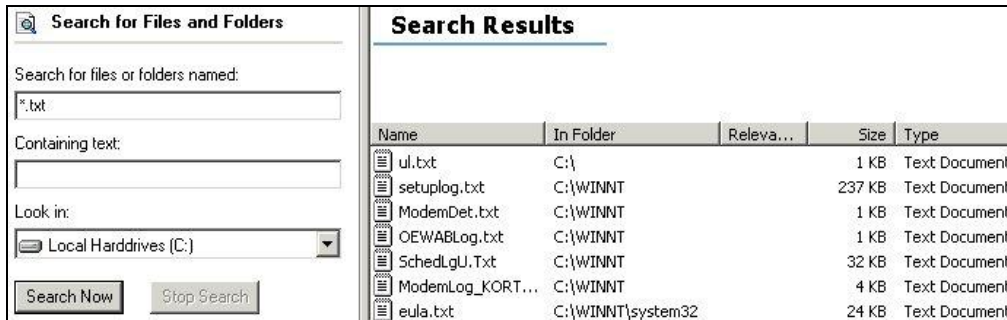 Search for Files and Folders
Search for files or folders named:
*.txt
Containing text:
Look in:
Local Harddrives (C:)
Search Now Stop Search
Search Results
Name In Folder Releva... Size Type
ul.txt C:\ 1 KB Text Document
setuplog.txt C:\WINNT 237 KB Text Document
ModemDet.txt C:\WINNT 1 KB Text Document
OEWABLog.txt C:\WINNT 1 KB Text Document
SchedLgU.Txt C:\WINNT 32 KB Text Document
ModemLog_KORT... C:\WINNT 4 KB Text Document
eula.txt C:\WINNT\system32 24 KB Text Document